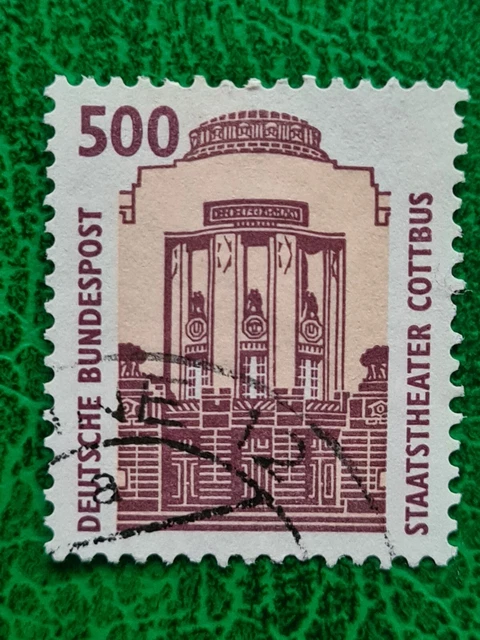 500
DEUTSCHE BUNDESPOST
STAATSTHEATER COTTBUS